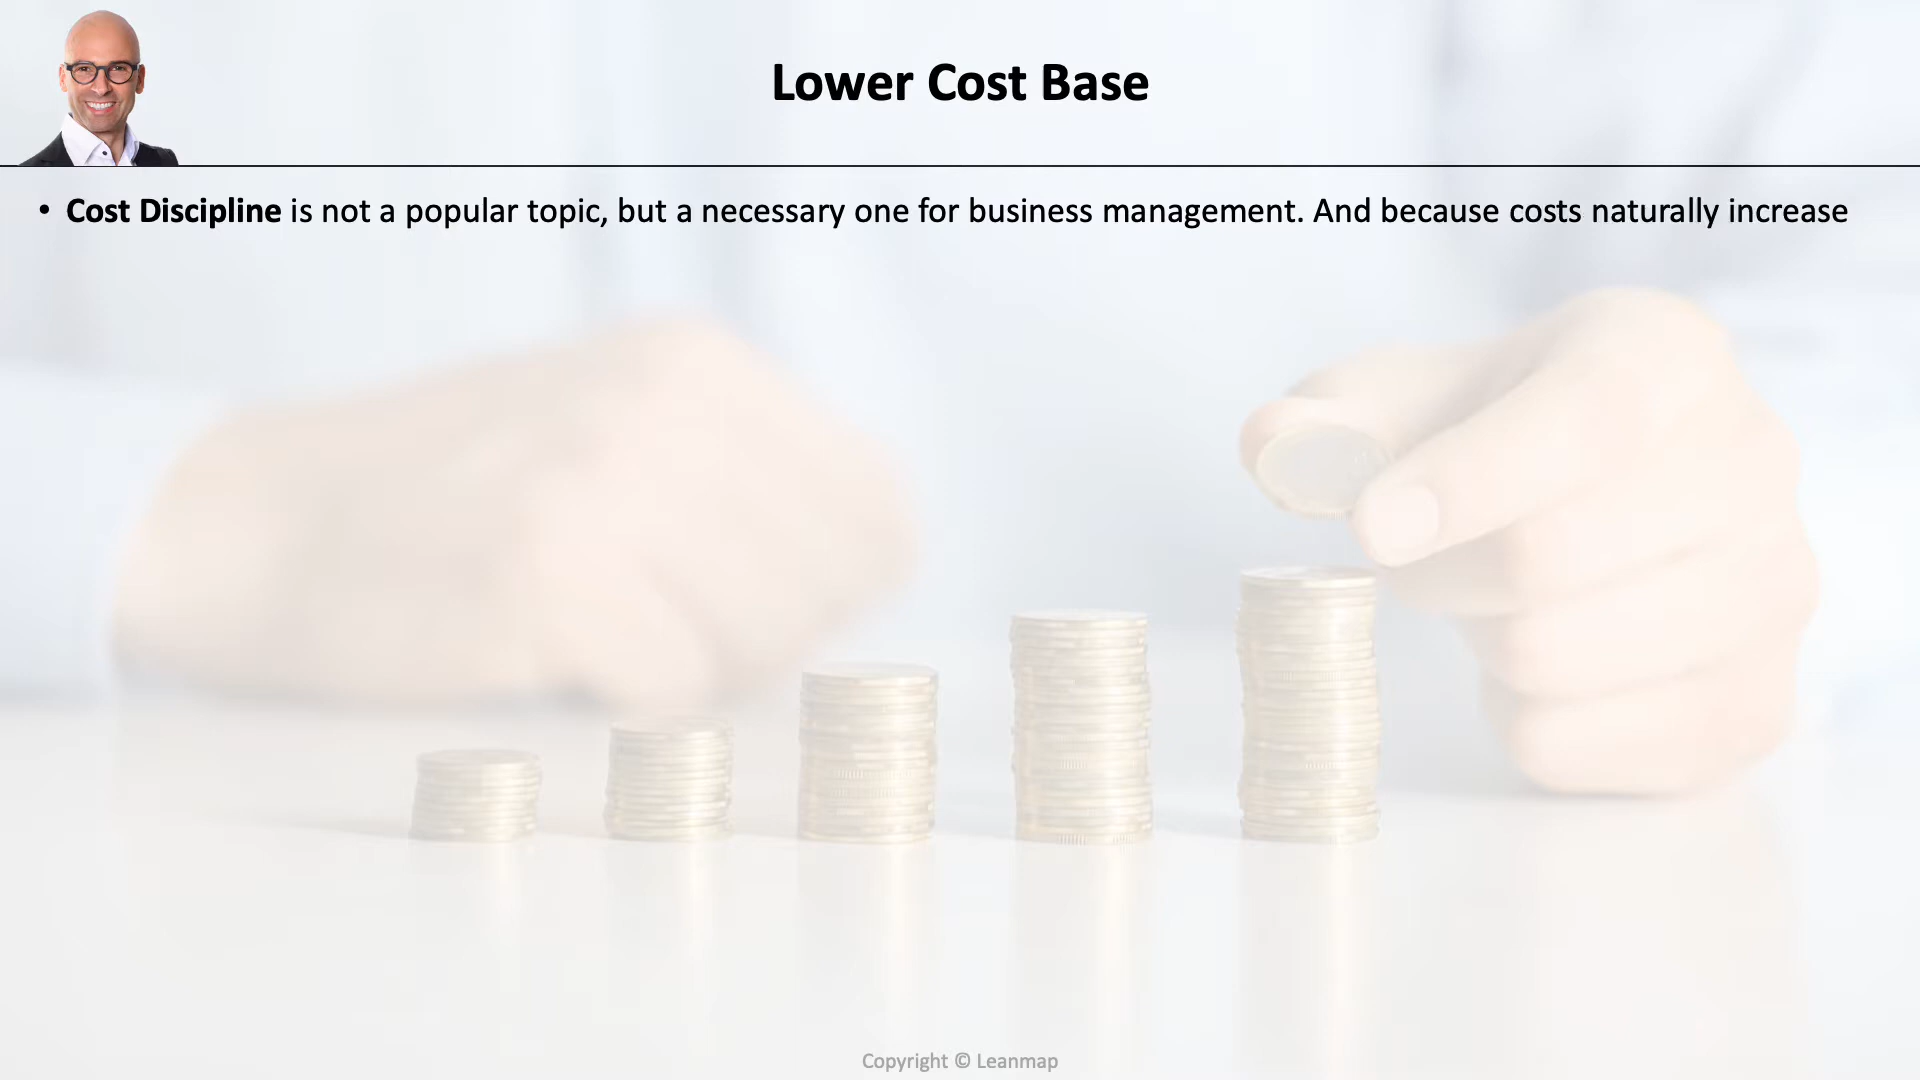 Lower Cost Base
• Cost Discipline is not a popular topic, but a necessary one for business management. And because costs naturally increase
Copyright © Leanmap